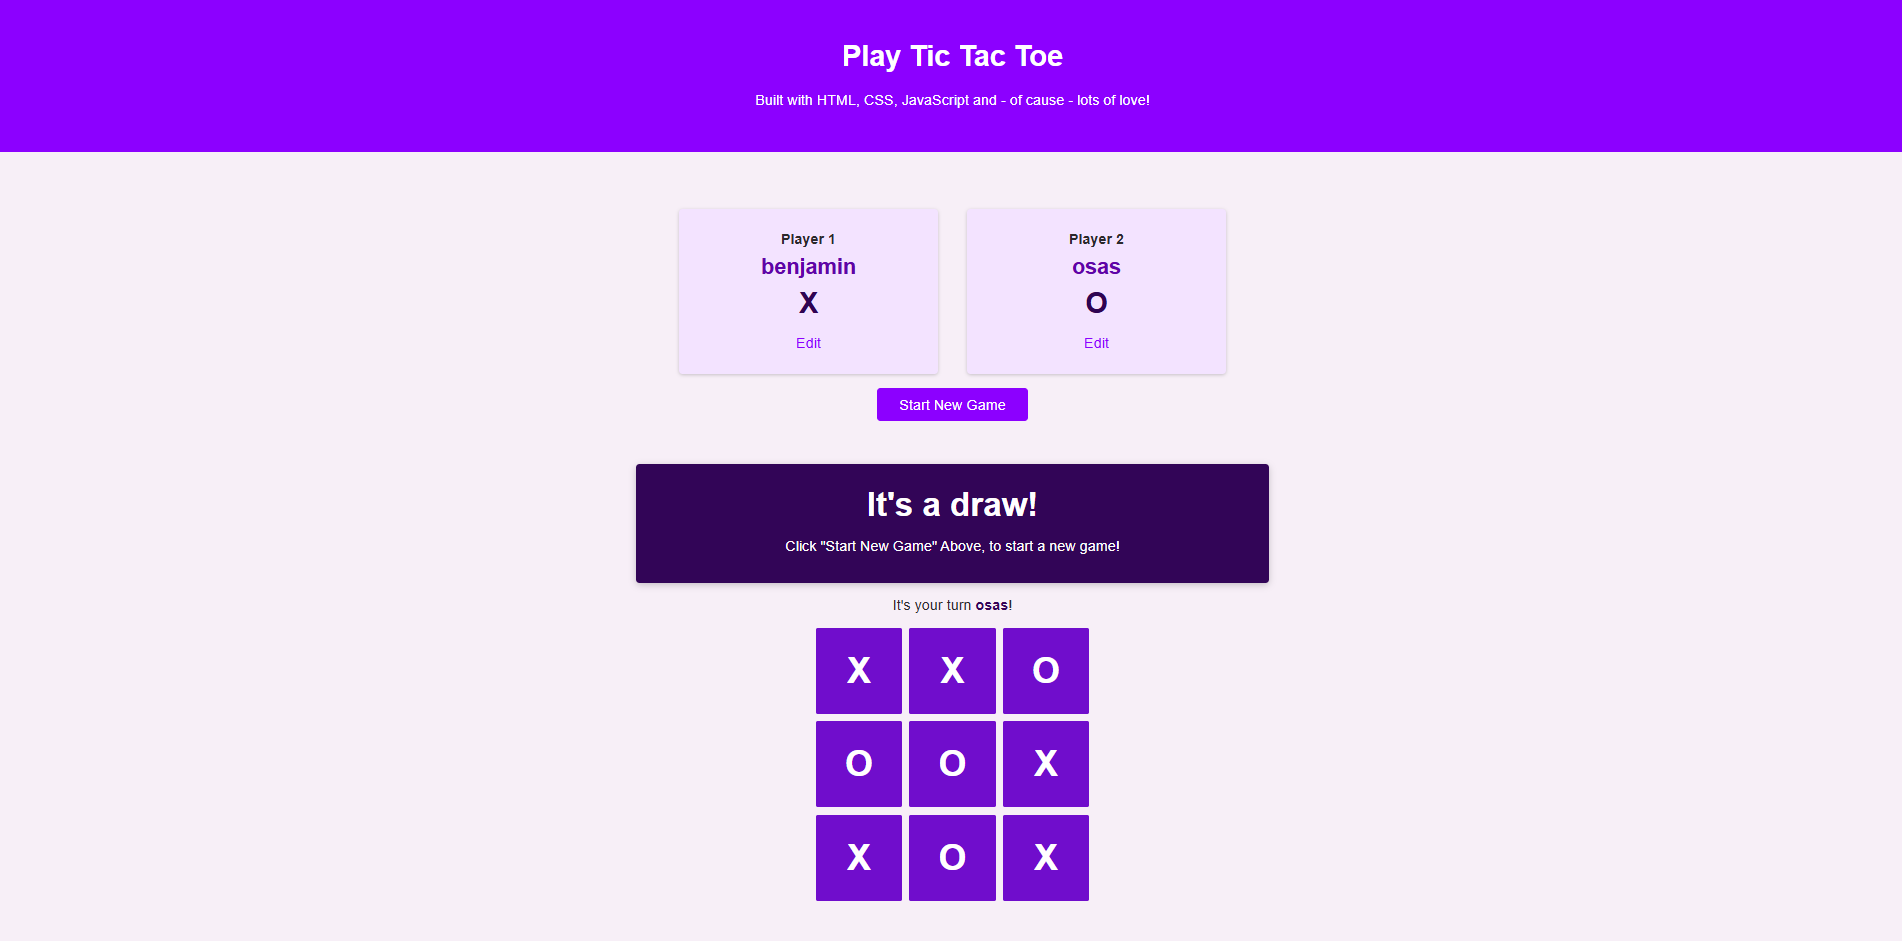 Play Tic Tac Toe
Built with HTML, CSS, JavaScript and - of cause - lots of love!
Player 1
benjamin
X
Edit
Player 2
osas
O
Edit
Start New Game
It's a draw!
Click "Start New Game" Above, to start a new game!
It's your turn osas!
X X O
O O X
X O X